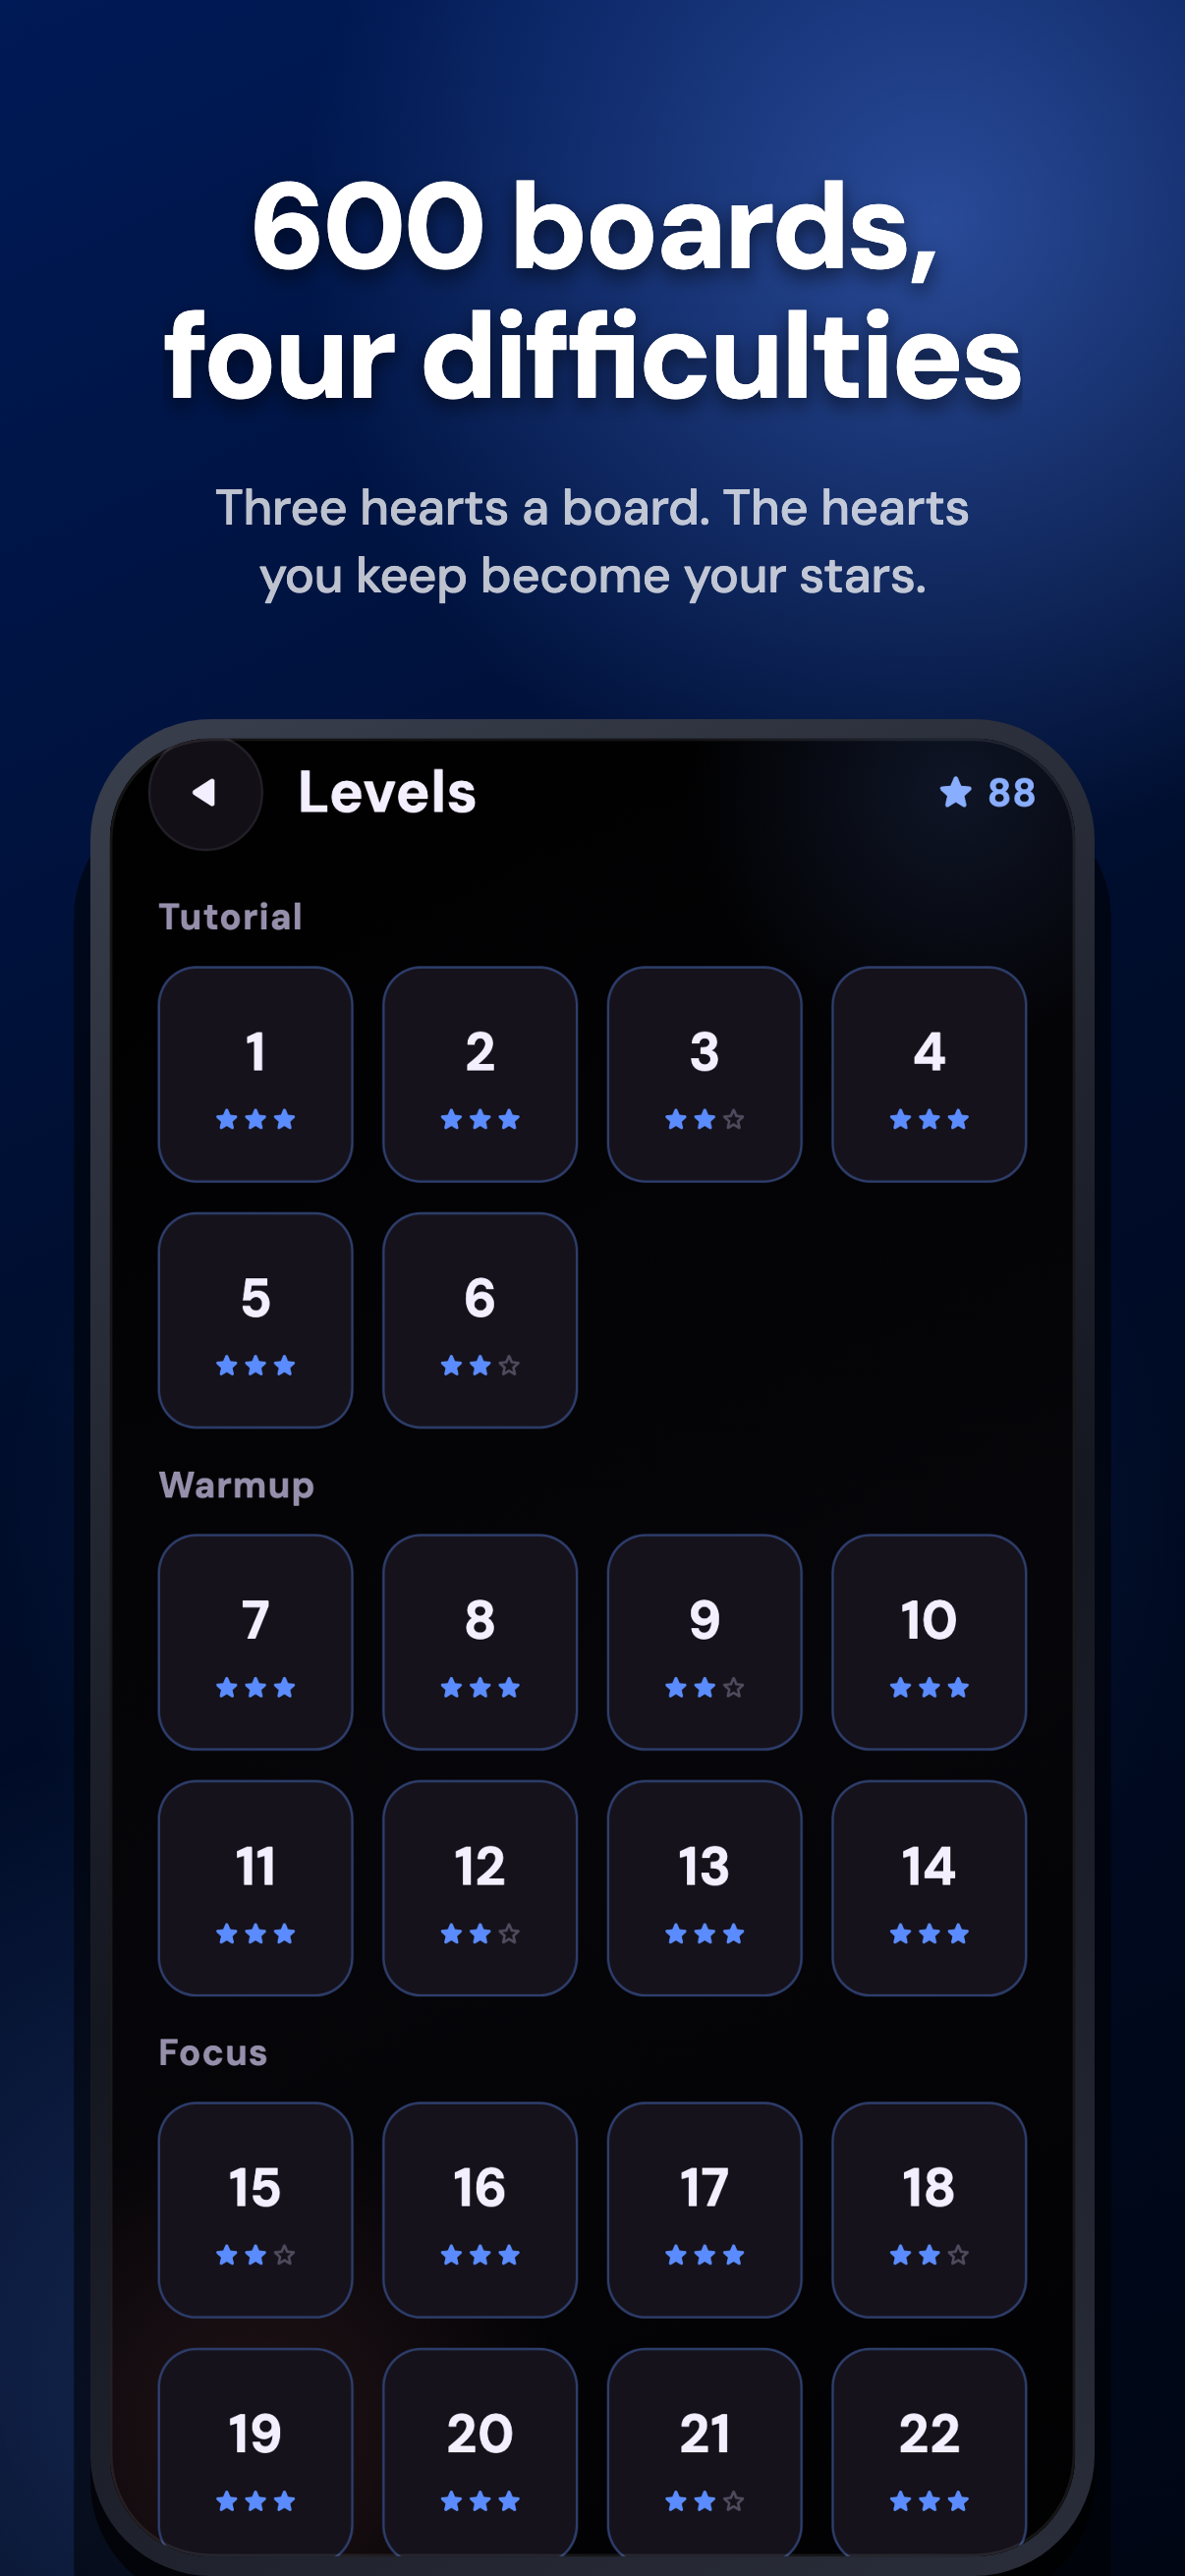 600 boards,
four difficulties
Three hearts a board. The hearts
you keep become your stars.
Levels 88
Tutorial
1 2 3 4
5 6
Warmup
7 8 9 10
11 12 13 14
Focus
15 16 17 18
19 20 21 22